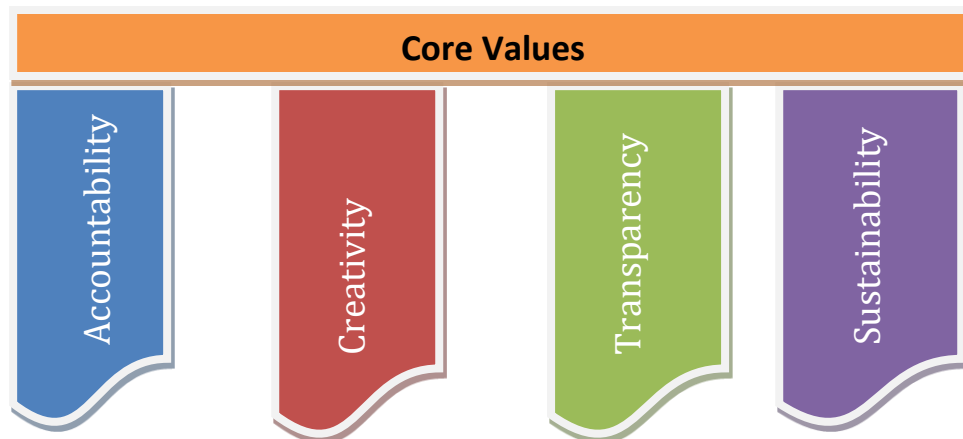 Core Values
Accountability
Creativity
Transparency
Sustainability